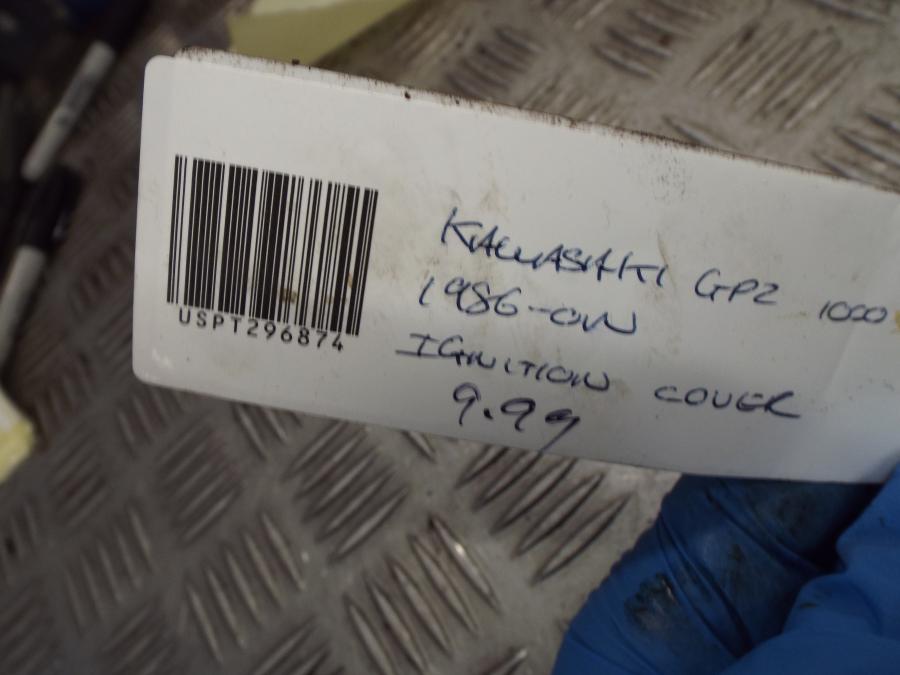 USPT296874
KAWASAKI GPZ 1000
1986-ON
IGNITION COVER
9.99